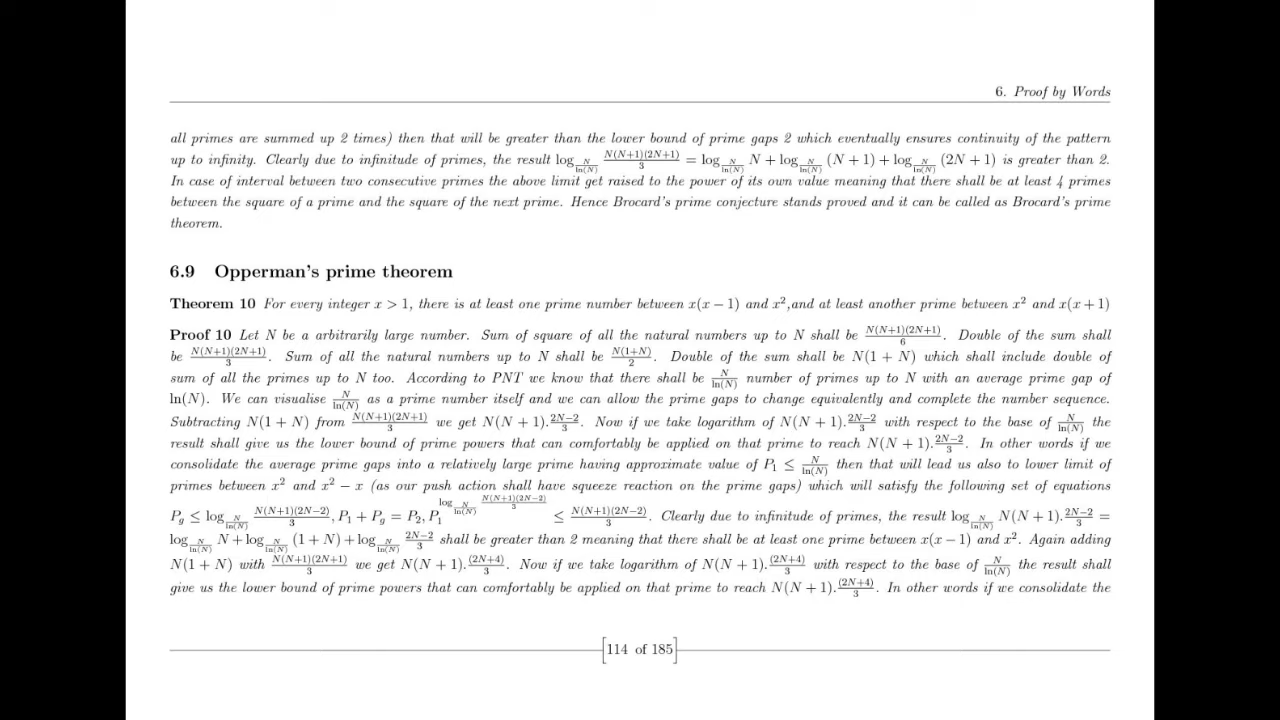 6. Proof by Words
all primes are summed up 2 times) then that will be greater than the lower bound of prime gaps 2 which eventually ensures continuity of the pattern
up to infinity. Clearly due to infinitude of primes, the result log_{N/ln(N)} N(N+1)(2N+1)/3 = log_{N/ln(N)} N + log_{N/ln(N)} (N + 1) + log_{N/ln(N)} (2N + 1) is greater than 2.
In case of interval between two consecutive primes the above limit get raised to the power of its own value meaning that there shall be at least 4 primes
between the square of a prime and the square of the next prime. Hence Brocard's prime conjecture stands proved and it can be called as Brocard's prime
theorem.
6.9 Opperman's prime theorem
Theorem 10 For every integer x > 1, there is at least one prime number between x(x − 1) and x²,and at least another prime between x² and x(x + 1)
Proof 10 Let N be a arbitrarily large number. Sum of square of all the natural numbers up to N shall be N(N+1)(2N+1)/6. Double of the sum shall
be N(N+1)(2N+1)/3. Sum of all the natural numbers up to N shall be N(1+N)/2. Double of the sum shall be N(1 + N) which shall include double of
sum of all the primes up to N too. According to PNT we know that there shall be N/ln(N) number of primes up to N with an average prime gap of
ln(N). We can visualise N/ln(N) as a prime number itself and we can allow the prime gaps to change equivalently and complete the number sequence.
Subtracting N(1 + N) from N(N+1)(2N+1)/3 we get N(N + 1).2N−2/3. Now if we take logarithm of N(N + 1).2N−2/3 with respect to the base of N/ln(N) the
result shall give us the lower bound of prime powers that can comfortably be applied on that prime to reach N(N + 1).2N−2/3. In other words if we
consolidate the average prime gaps into a relatively large prime having approximate value of P₁ ≤ N/ln(N) then that will lead us also to lower limit of
primes between x² and x² − x (as our push action shall have squeeze reaction on the prime gaps) which will satisfy the following set of equations
P_g ≤ log_{N/ln(N)} N(N+1)(2N−2)/3, P₁ + P_g = P₂, P₁^{log_{N/ln(N)} N(N+1)(2N−2)/3} ≤ N(N+1)(2N−2)/3. Clearly due to infinitude of primes, the result log_{N/ln(N)} N(N + 1).2N−2/3 =
log_{N/ln(N)} N + log_{N/ln(N)} (1 + N) + log_{N/ln(N)} 2N−2/3 shall be greater than 2 meaning that there shall be at least one prime between x(x − 1) and x². Again adding
N(1 + N) with N(N+1)(2N+1)/3 we get N(N + 1).(2N+4)/3. Now if we take logarithm of N(N + 1).(2N+4)/3 with respect to the base of N/ln(N) the result shall
give us the lower bound of prime powers that can comfortably be applied on that prime to reach N(N + 1).(2N+4)/3. In other words if we consolidate the
114 of 185